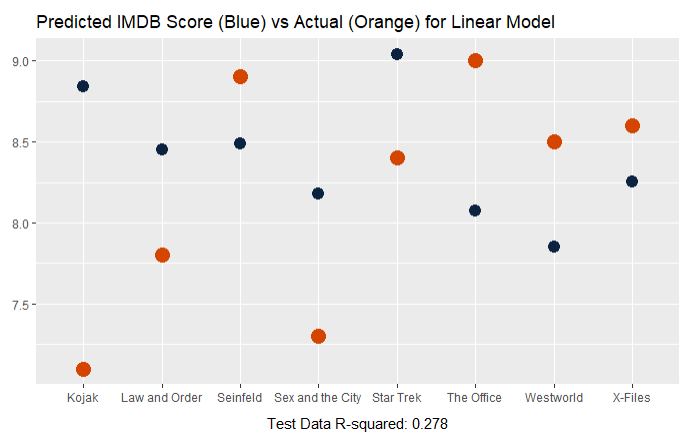 Predicted IMDB Score (Blue) vs Actual (Orange) for Linear Model
9.0
8.5
8.0
7.5
Kojak Law and Order Seinfeld Sex and the City Star Trek The Office Westworld X-Files
Test Data R-squared: 0.278